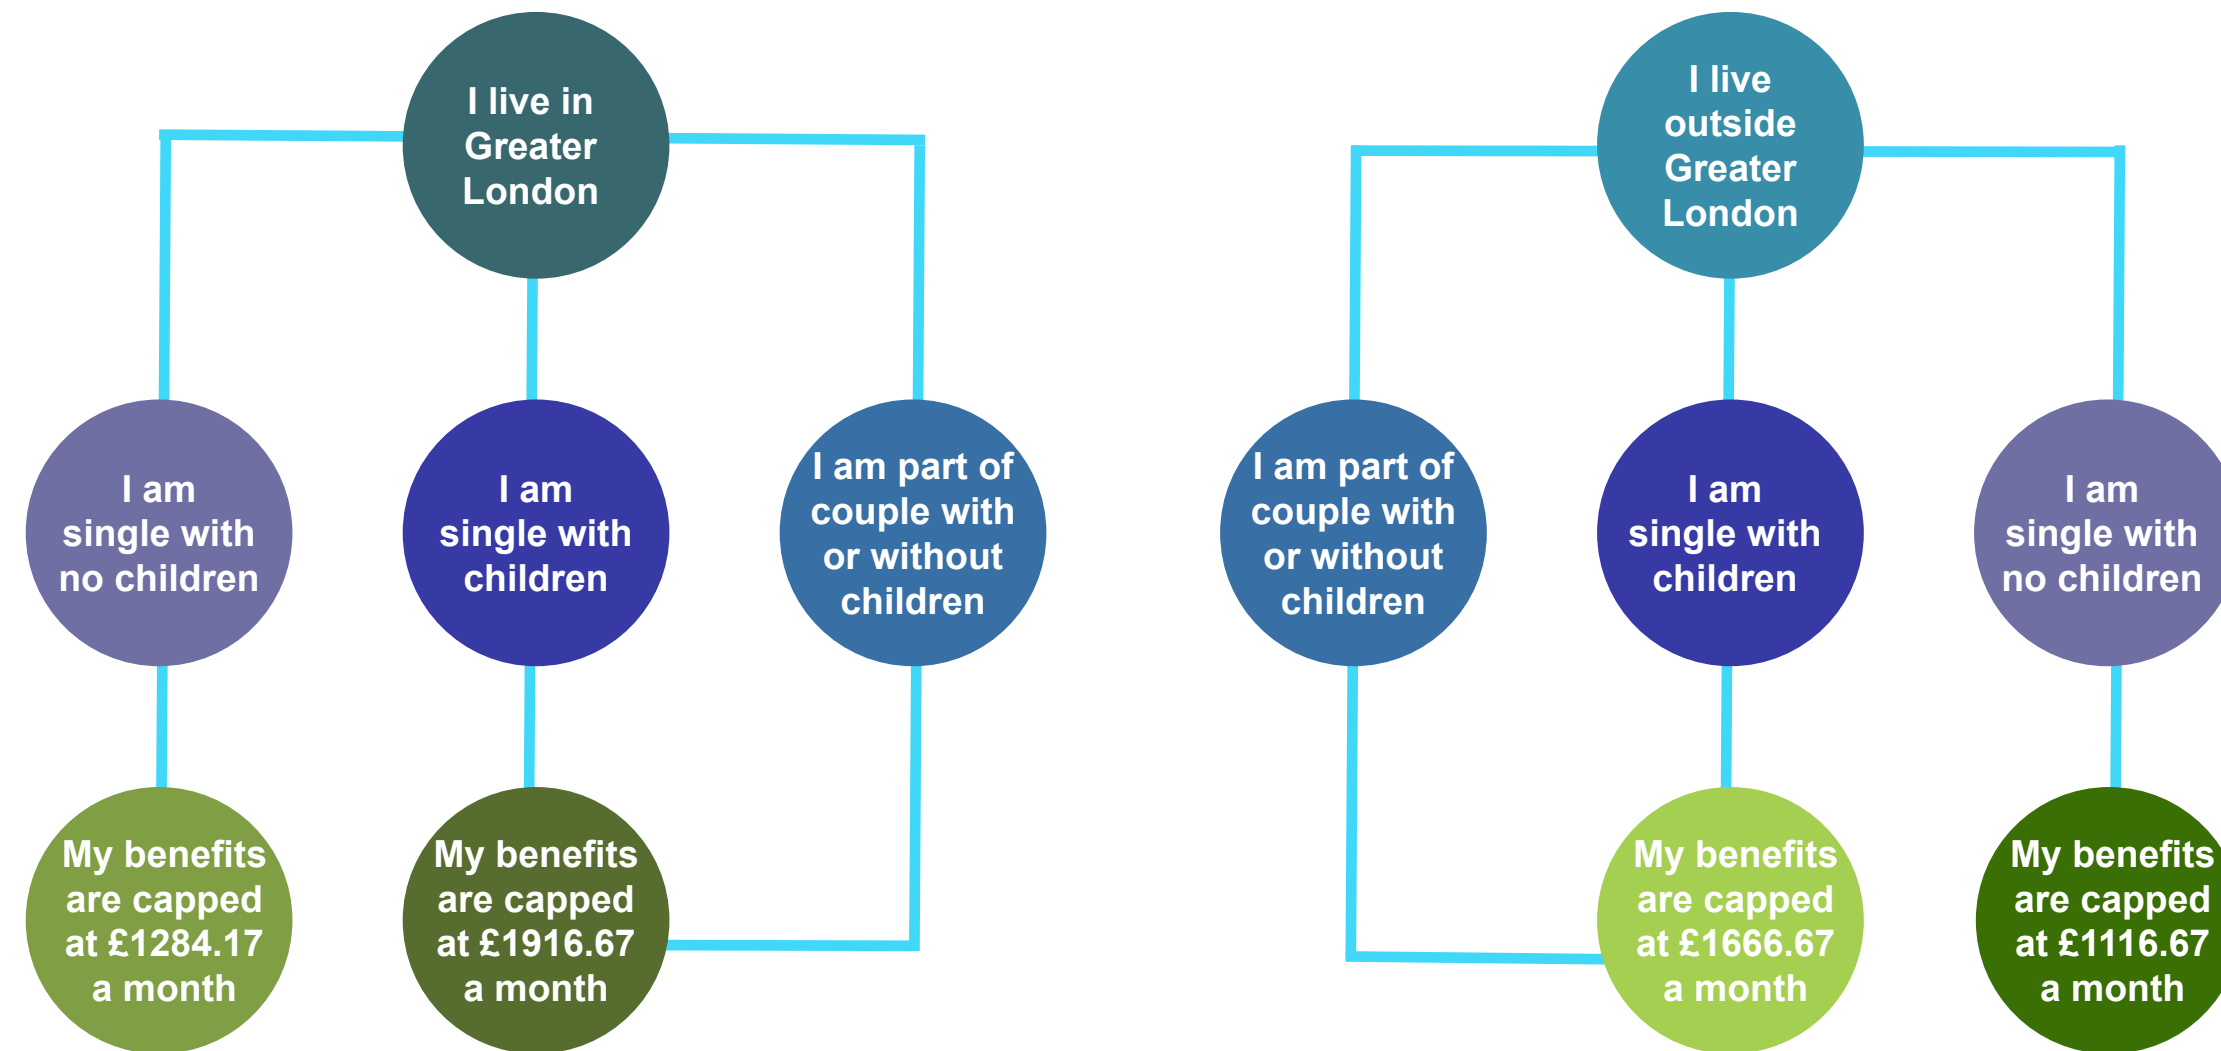 I live in
Greater
London
I live
outside
Greater
London
I am
single with
no children
I am
single with
children
I am part of
couple with
or without
children
I am part of
couple with
or without
children
I am
single with
children
I am
single with
no children
My benefits
are capped
at £1284.17
a month
My benefits
are capped
at £1916.67
a month
My benefits
are capped
at £1666.67
a month
My benefits
are capped
at £1116.67
a month